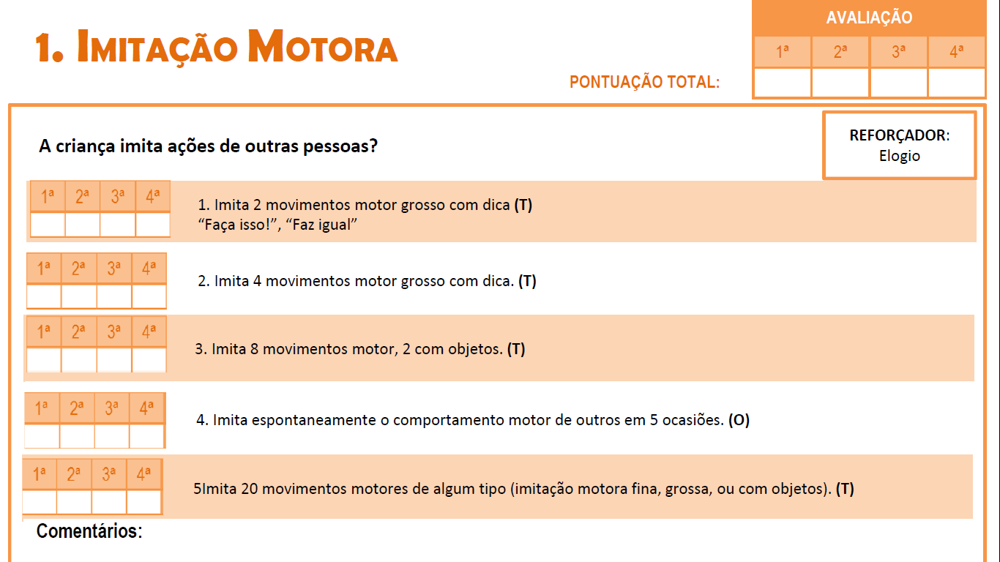 1. IMITAÇÃO MOTORA
AVALIAÇÃO
1ª 2ª 3ª 4ª
PONTUAÇÃO TOTAL:
A criança imita ações de outras pessoas?
REFORÇADOR:
Elogio
1ª 2ª 3ª 4ª
1. Imita 2 movimentos motor grosso com dica (T)
“Faça isso!”, “Faz igual”
1ª 2ª 3ª 4ª
2. Imita 4 movimentos motor grosso com dica. (T)
1ª 2ª 3ª 4ª
3. Imita 8 movimentos motor, 2 com objetos. (T)
1ª 2ª 3ª 4ª
4. Imita espontaneamente o comportamento motor de outros em 5 ocasiões. (O)
1ª 2ª 3ª 4ª
5Imita 20 movimentos motores de algum tipo (imitação motora fina, grossa, ou com objetos). (T)
Comentários: